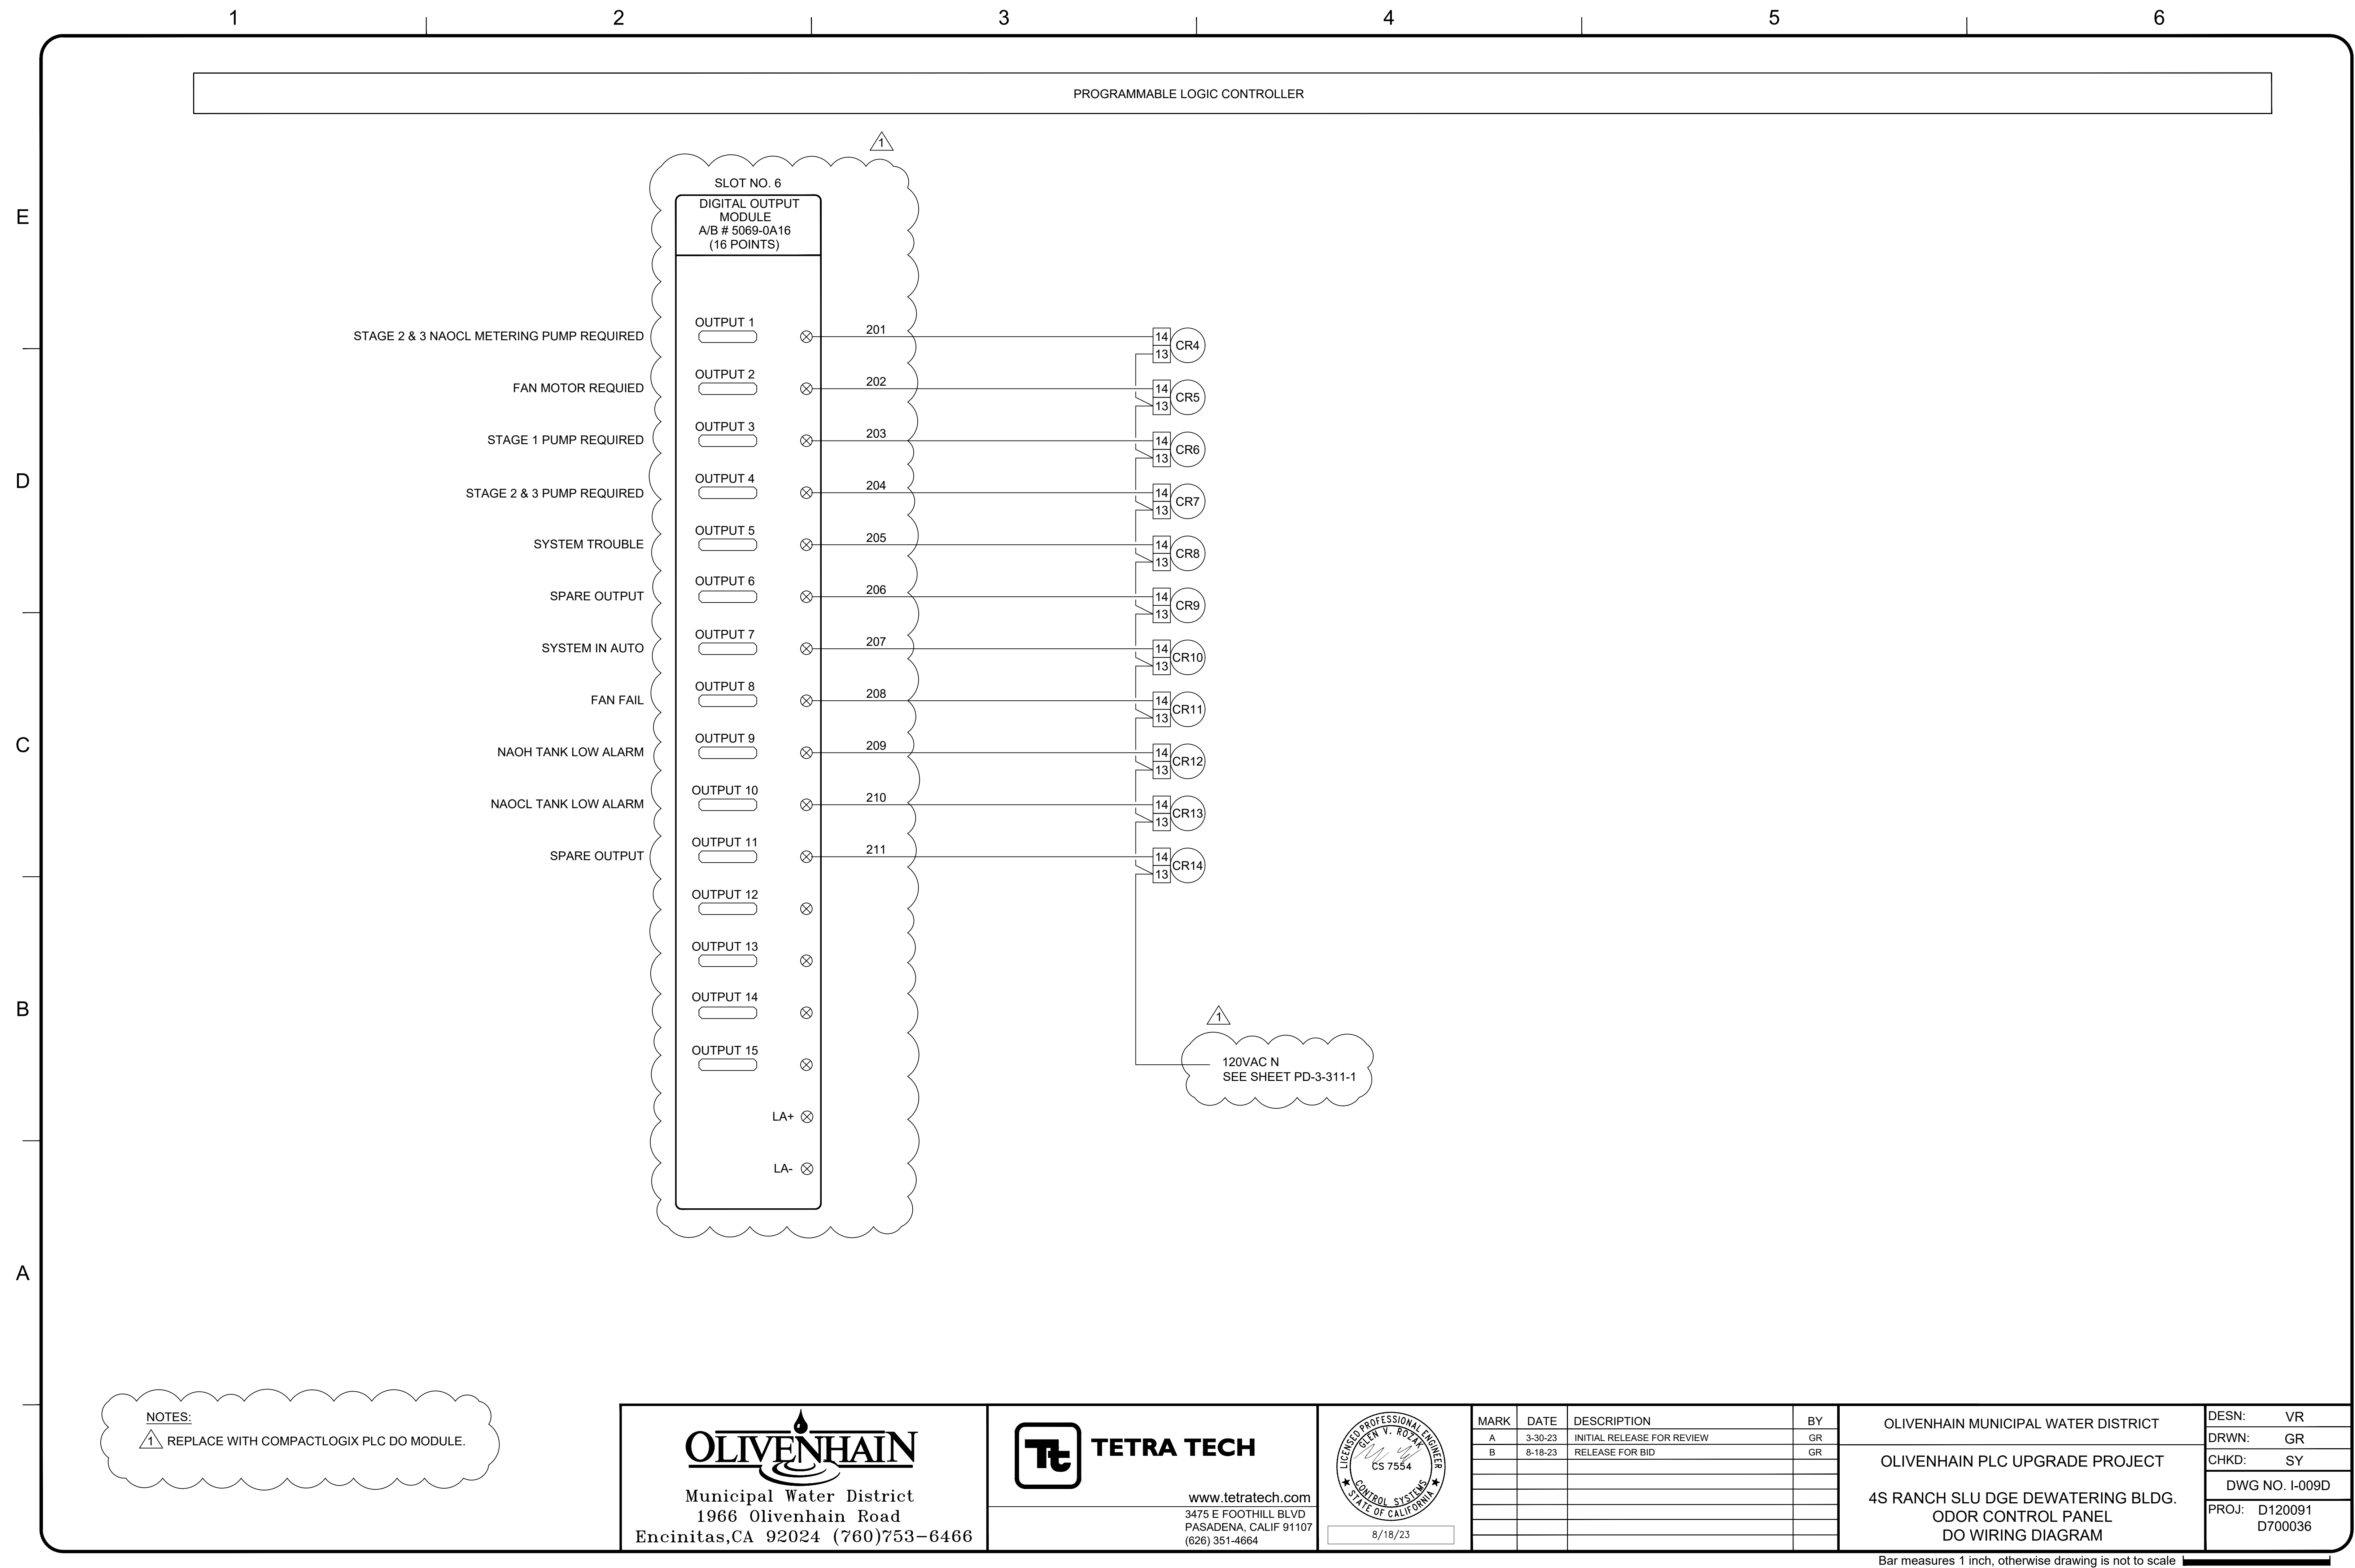 1 2 3 4 5 6
PROGRAMMABLE LOGIC CONTROLLER
1
SLOT NO. 6
DIGITAL OUTPUT
MODULE
A/B # 5069-0A16
(16 POINTS)
E
D
C
B
A
STAGE 2 & 3 NAOCL METERING PUMP REQUIRED
OUTPUT 1
201
14
13
CR4
FAN MOTOR REQUIED
OUTPUT 2
202
14
13
CR5
STAGE 1 PUMP REQUIRED
OUTPUT 3
203
14
13
CR6
STAGE 2 & 3 PUMP REQUIRED
OUTPUT 4
204
14
13
CR7
SYSTEM TROUBLE
OUTPUT 5
205
14
13
CR8
SPARE OUTPUT
OUTPUT 6
206
14
13
CR9
SYSTEM IN AUTO
OUTPUT 7
207
14
13
CR10
FAN FAIL
OUTPUT 8
208
14
13
CR11
NAOH TANK LOW ALARM
OUTPUT 9
209
14
13
CR12
NAOCL TANK LOW ALARM
OUTPUT 10
210
14
13
CR13
SPARE OUTPUT
OUTPUT 11
211
14
13
CR14
OUTPUT 12
OUTPUT 13
OUTPUT 14
OUTPUT 15
LA+
LA-
1
120VAC N
SEE SHEET PD-3-311-1
NOTES:
1 REPLACE WITH COMPACTLOGIX PLC DO MODULE.
OLIVENHAIN
Municipal Water District
1966 Olivenhain Road
Encinitas,CA 92024 (760)753-6466
Tt TETRA TECH
www.tetratech.com
3475 E FOOTHILL BLVD
PASADENA, CALIF 91107
(626) 351-4664
LICENSED PROFESSIONAL ENGINEER
GLEN V. ROZAK
CS 7554
CONTROL SYSTEMS
STATE OF CALIFORNIA
8/18/23
MARK DATE DESCRIPTION BY
A 3-30-23 INITIAL RELEASE FOR REVIEW GR
B 8-18-23 RELEASE FOR BID GR
OLIVENHAIN MUNICIPAL WATER DISTRICT
OLIVENHAIN PLC UPGRADE PROJECT
4S RANCH SLU DGE DEWATERING BLDG.
ODOR CONTROL PANEL
DO WIRING DIAGRAM
DESN: VR
DRWN: GR
CHKD: SY
DWG NO. I-009D
PROJ: D120091
D700036
Bar measures 1 inch, otherwise drawing is not to scale